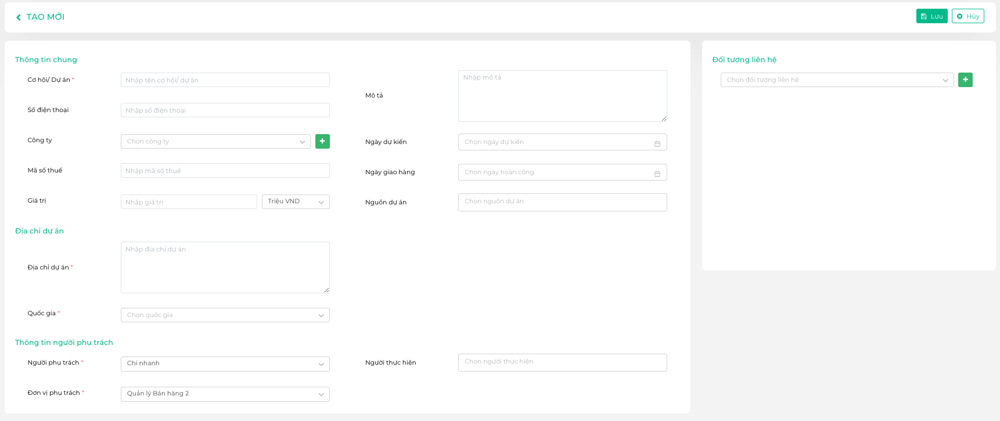 TẠO MỚI
Lưu
Hủy
Thông tin chung
Cơ hội/ Dự án *
Nhập tên cơ hội/ dự án
Số điện thoại
Nhập số điện thoại
Công ty
Chọn công ty
Mã số thuế
Nhập mã số thuế
Giá trị
Nhập giá trị
Triệu VND
Mô tả
Nhập mô tả
Ngày dự kiến
Chọn ngày dự kiến
Ngày giao hàng
Chọn ngày hoàn công
Nguồn dự án
Chọn nguồn dự án
Địa chỉ dự án
Địa chỉ dự án *
Nhập địa chỉ dự án
Quốc gia *
Chọn quốc gia
Thông tin người phụ trách
Người phụ trách *
Chi nhanh
Người thực hiện
Chọn người thực hiện
Đơn vị phụ trách *
Quản lý Bán hàng 2
Đối tượng liên hệ
Chọn đối tượng liên hệ